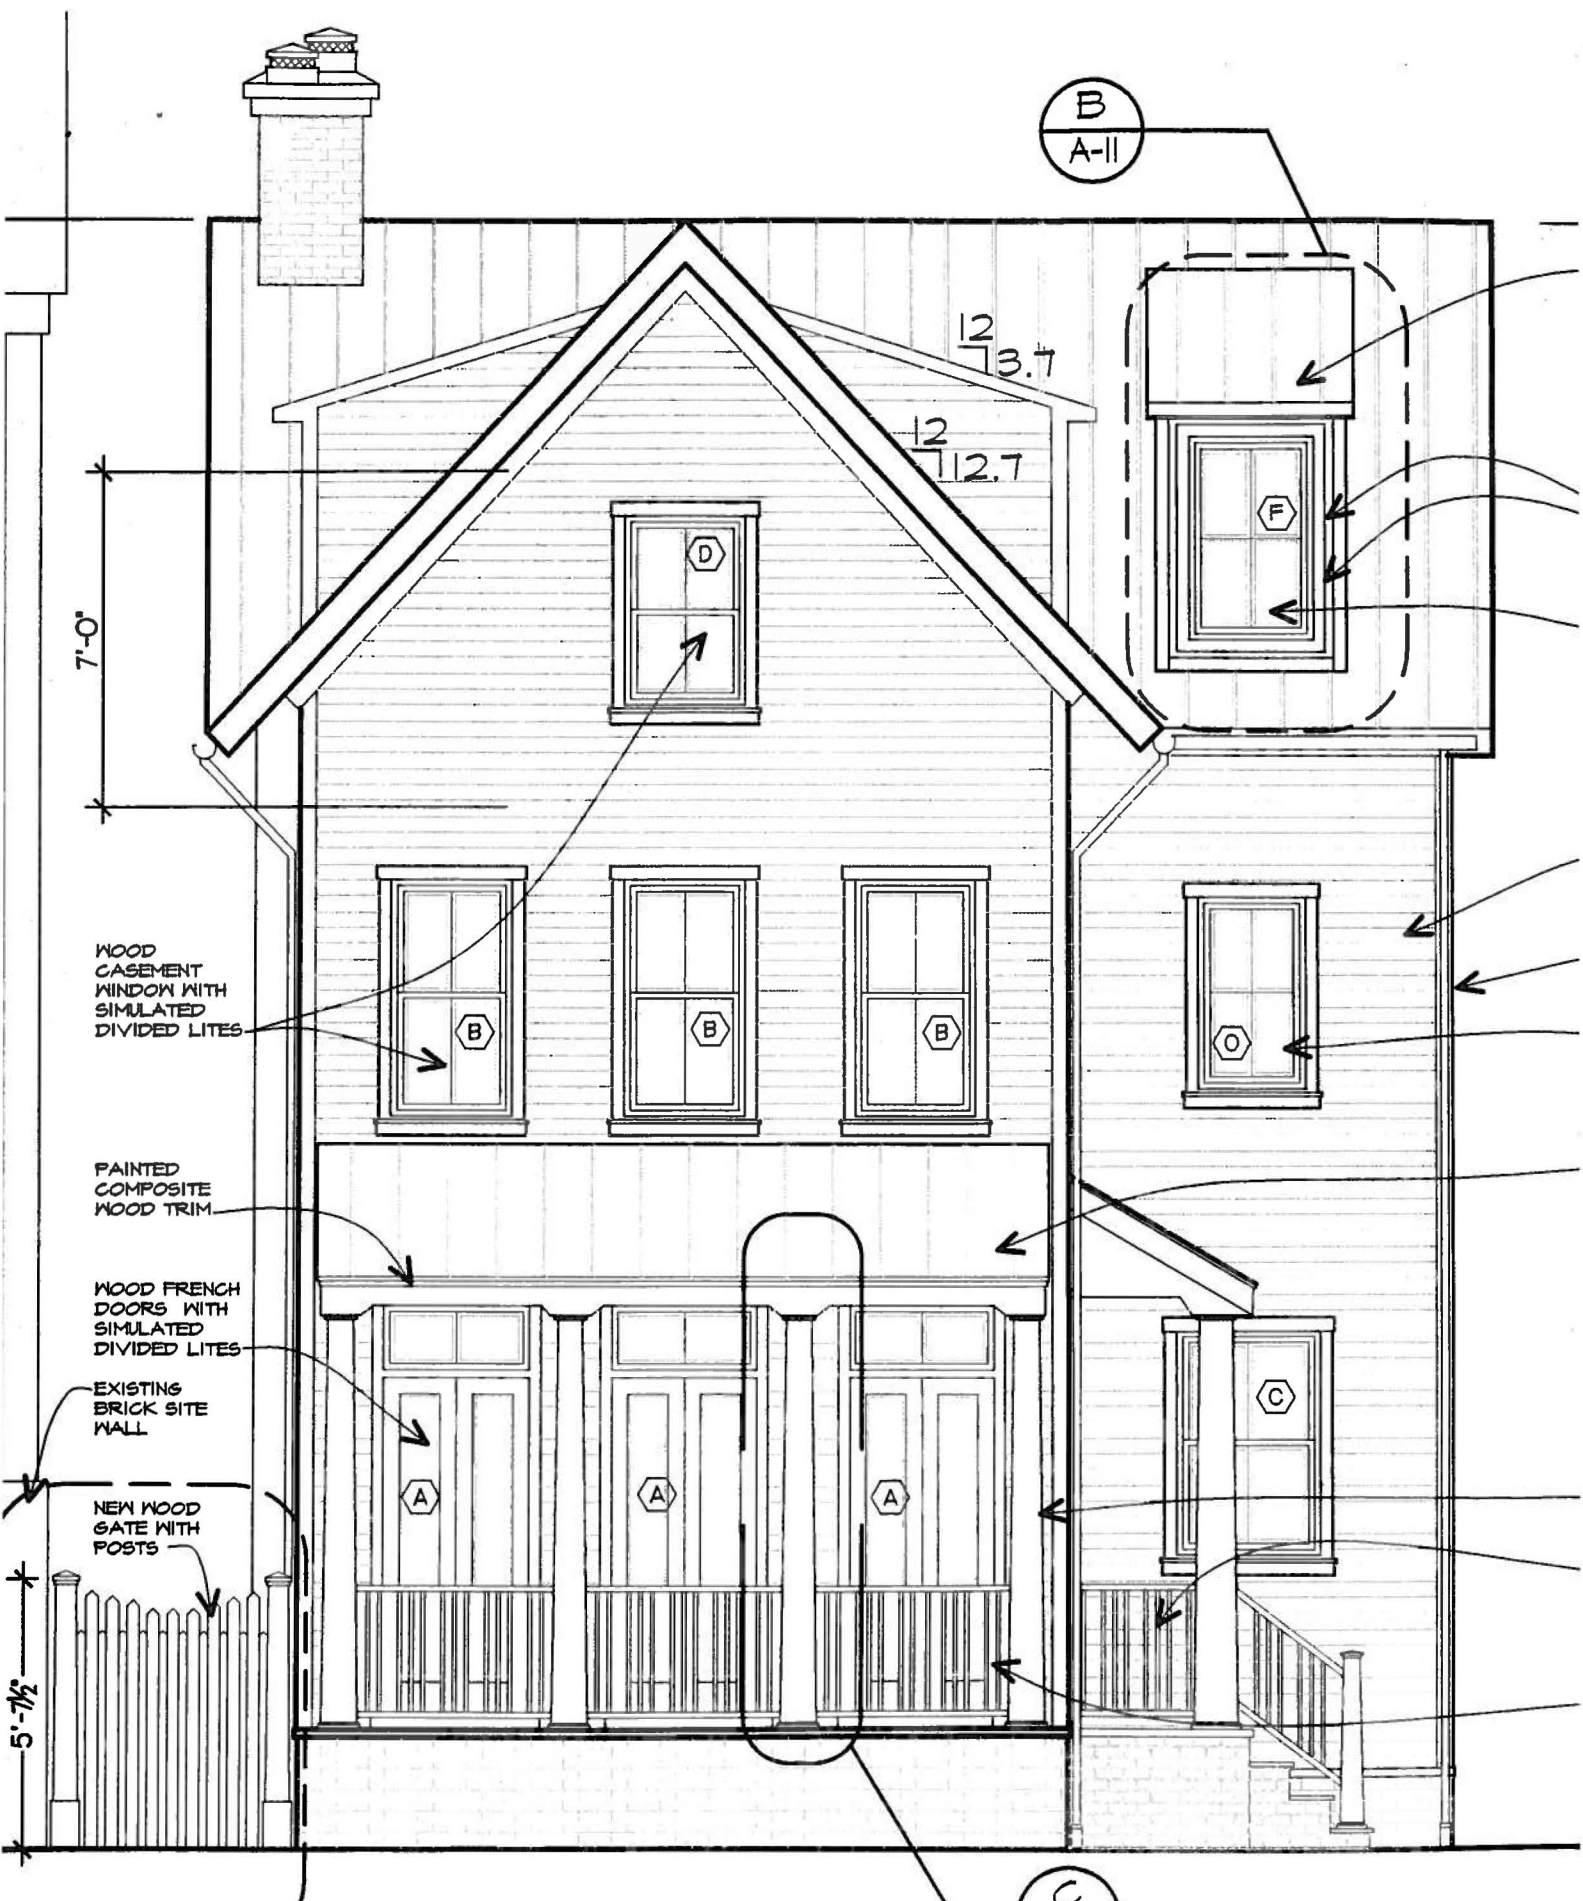 B
A-11
12
3.7
12
12.7
F
D
7'-0"
WOOD
CASEMENT
WINDOW WITH
SIMULATED
DIVIDED LITES
B
B
B
O
PAINTED
COMPOSITE
WOOD TRIM
WOOD FRENCH
DOORS WITH
SIMULATED
DIVIDED LITES
EXISTING
BRICK SITE
WALL
C
A
A
A
NEW WOOD
GATE WITH
POSTS
5'-7½"
C